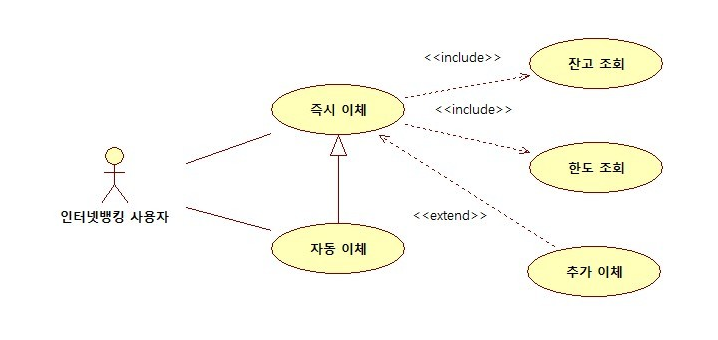 <<include>>
잔고 조회
즉시 이체
<<include>>
한도 조회
인터넷뱅킹 사용자
<<extend>>
자동 이체
추가 이체